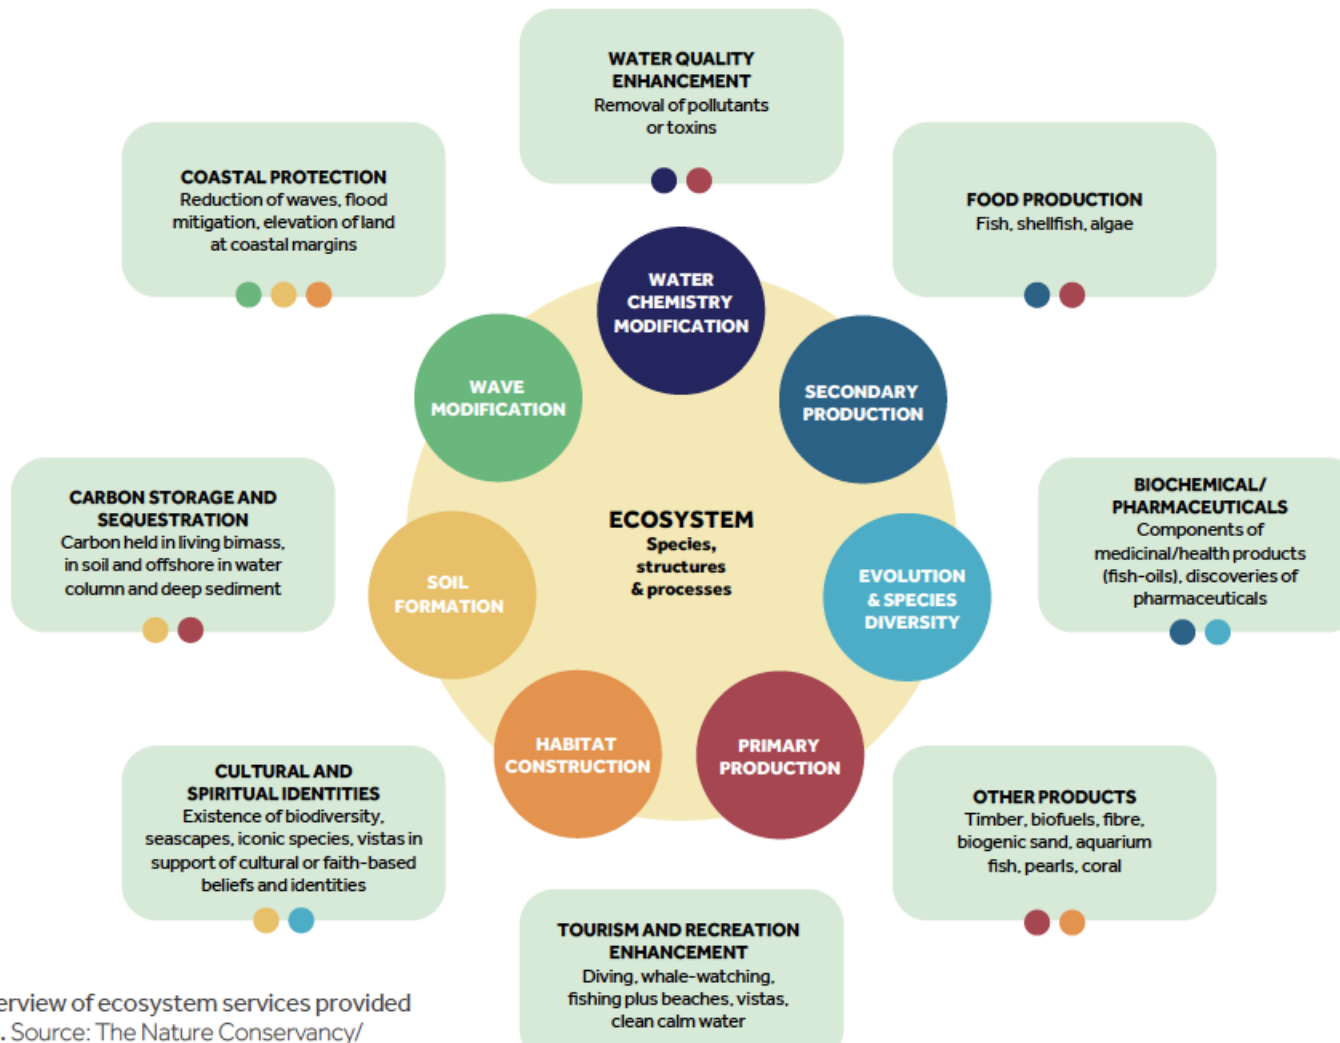 WATER QUALITY
ENHANCEMENT
Removal of pollutants
or toxins
COASTAL PROTECTION
Reduction of waves, flood
mitigation, elevation of land
at coastal margins
FOOD PRODUCTION
Fish, shellfish, algae
WATER
CHEMISTRY
MODIFICATION
WAVE
MODIFICATION
SECONDARY
PRODUCTION
CARBON STORAGE AND
SEQUESTRATION
Carbon held in living bimass,
in soil and offshore in water
column and deep sediment
ECOSYSTEM
Species,
structures
& processes
BIOCHEMICAL/
PHARMACEUTICALS
Components of
medicinal/health products
(fish-oils), discoveries of
pharmaceuticals
SOIL
FORMATION
EVOLUTION
& SPECIES
DIVERSITY
HABITAT
CONSTRUCTION
PRIMARY
PRODUCTION
CULTURAL AND
SPIRITUAL IDENTITIES
Existence of biodiversity,
seascapes, iconic species, vistas in
support of cultural or faith-based
beliefs and identities
OTHER PRODUCTS
Timber, biofuels, fibre,
biogenic sand, aquarium
fish, pearls, coral
TOURISM AND RECREATION
ENHANCEMENT
Diving, whale-watching,
fishing plus beaches, vistas,
clean calm water
of ecosystem services provided
Source: The Nature Conservancy/